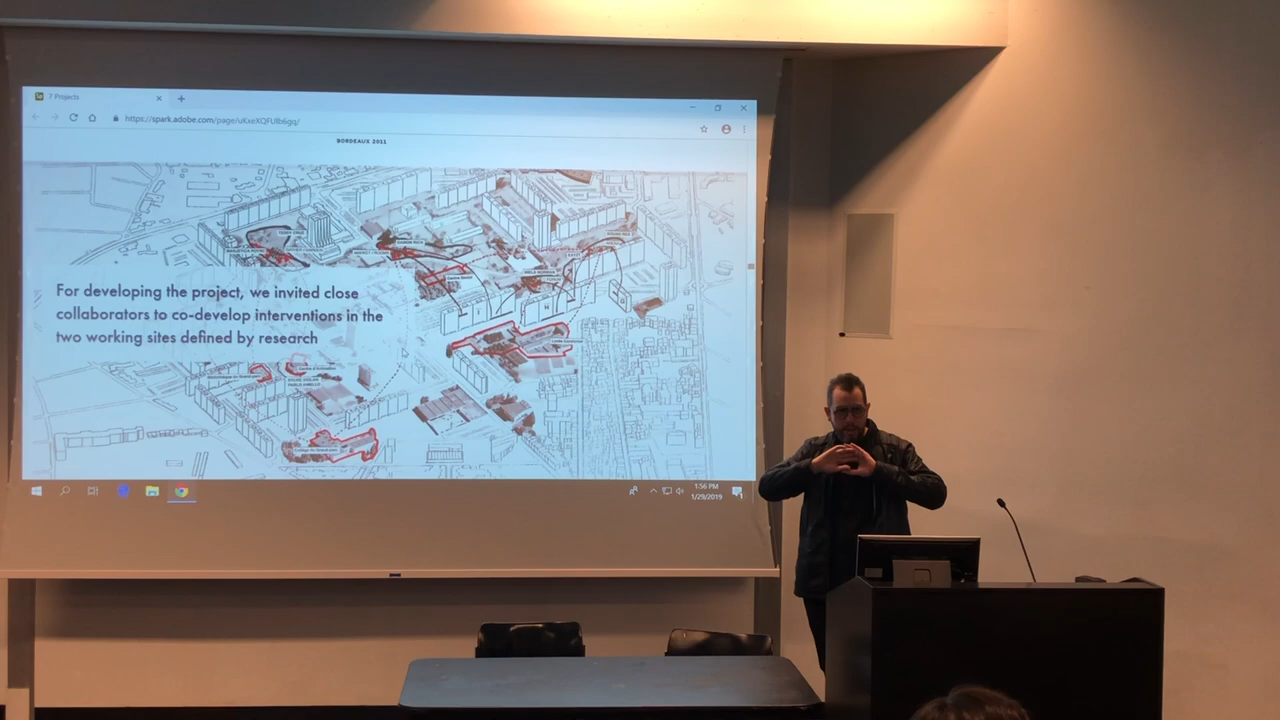 7 Projects
https://spark.adobe.com/page/uKxeXQFUlb6gq/
BORDEAUX 2011
For developing the project, we invited close
collaborators to co-develop interventions in the
two working sites defined by research
1:56 PM
1/29/2019